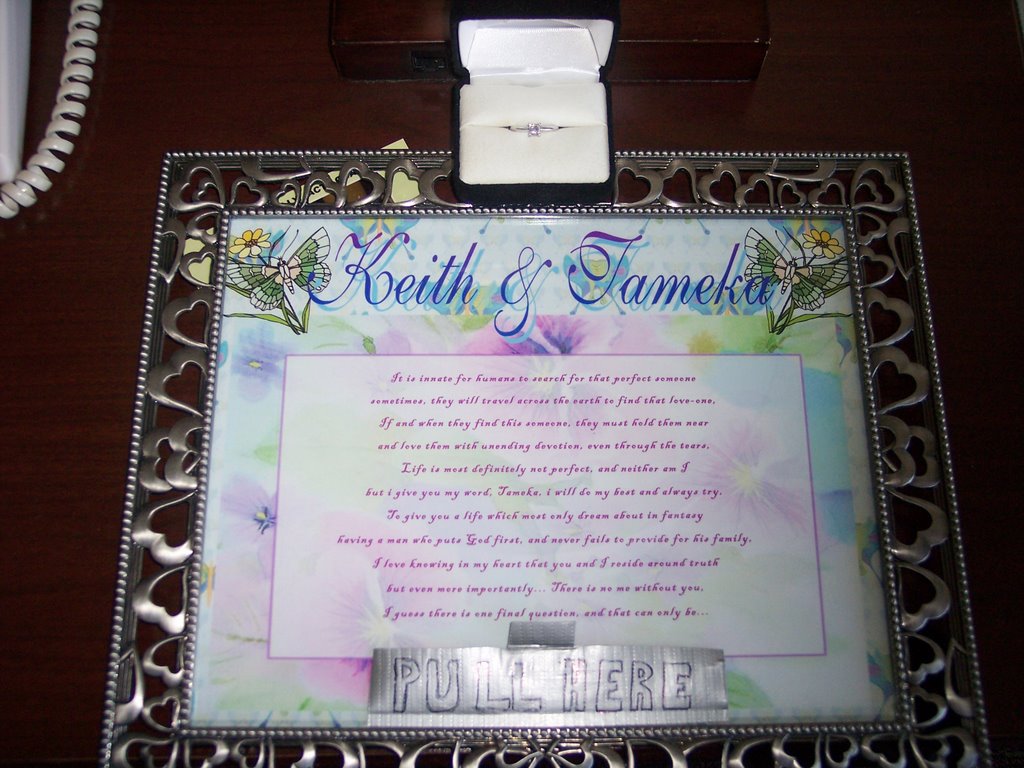 Keith & Tameka
It is innate for humans to search for that perfect someone
sometimes, they will travel across the earth to find that love-one.
If and when they find this someone, they must hold them near
and love them with unending devotion, even through the tears.
Life is most definitely not perfect, and neither am I
but i give you my word, Tameka, i will do my best and always try.
To give you a life which most only dream about in fantasy
having a man who puts God first, and never fails to provide for his family.
I love knowing in my heart that you and I reside around truth
but even more importantly... There is no me without you.
I guess there is one final question, and that can only be...
PULL HERE